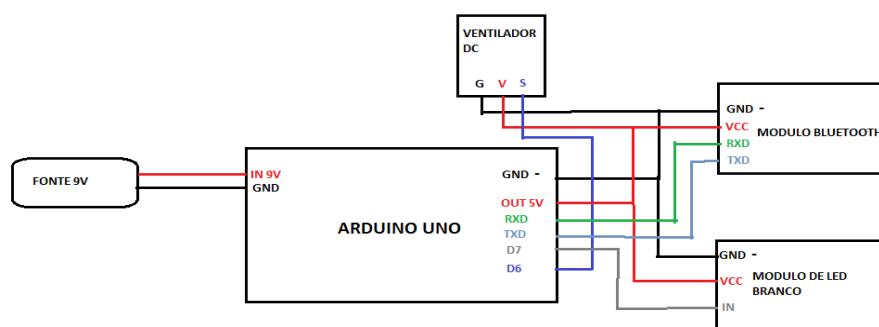 VENTILADOR
DC
G V S
GND -
VCC
MODULO BLUETOOTH
RXD
TXD
FONTE 9V
IN 9V
GND
ARDUINO UNO
GND -
OUT 5V
RXD
TXD
D7
D6
GND -
MODULO DE LED
BRANCO
VCC
IN